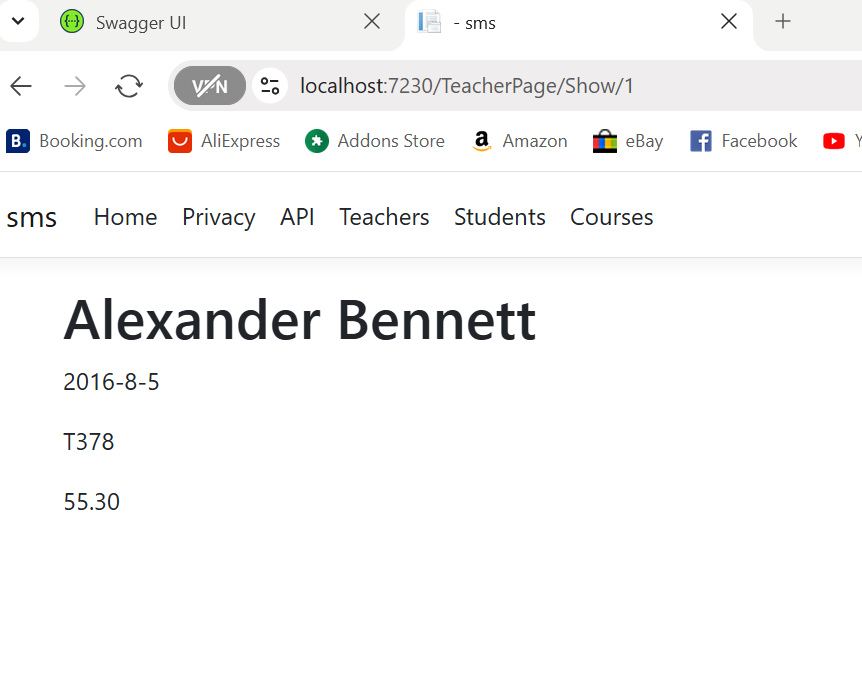 Swagger UI
- sms
VPN
localhost:7230/TeacherPage/Show/1
B. Booking.com AliExpress Addons Store a Amazon eBay f Facebook Y
sms Home Privacy API Teachers Students Courses
Alexander Bennett
2016-8-5
T378
55.30